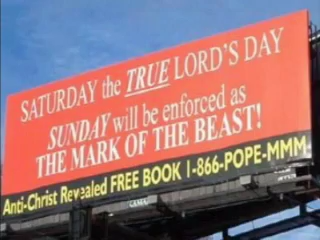 SATURDAY the TRUE LORD'S DAY
SUNDAY will be enforced as
THE MARK OF THE BEAST!
Anti-Christ Revealed FREE BOOK 1-866-POPE-MMM